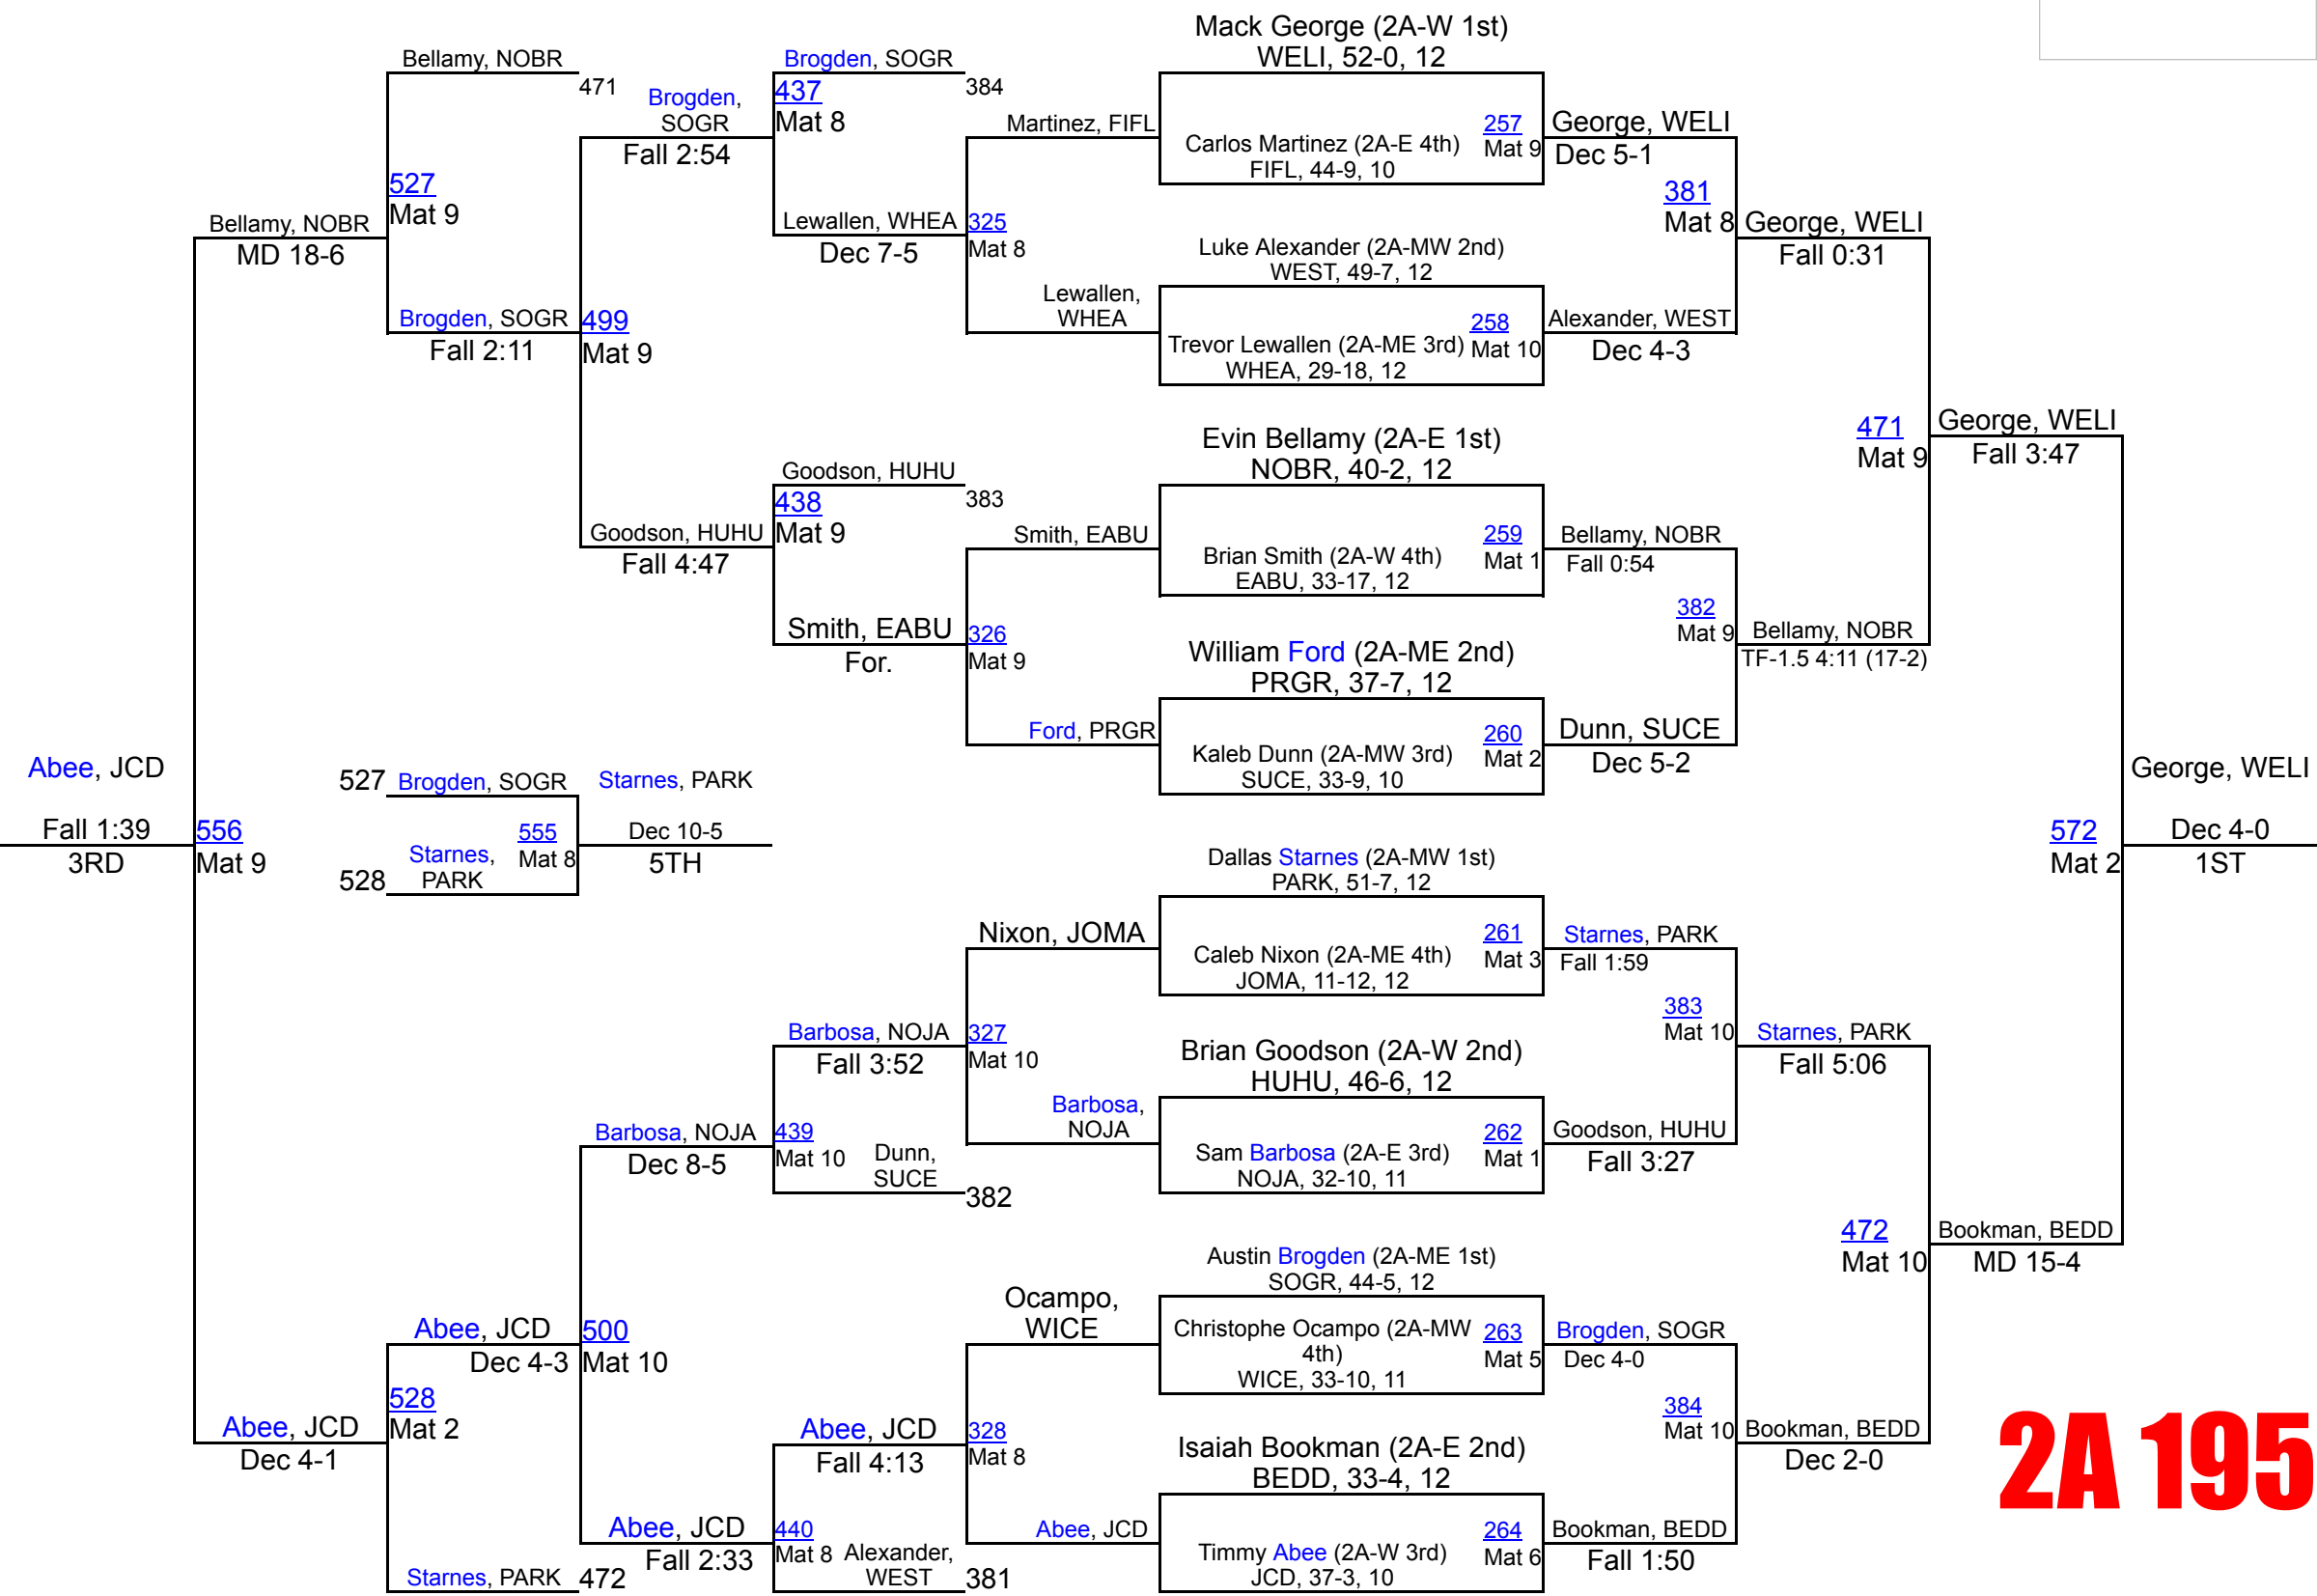 Mack George (2A-W 1st)
WELI, 52-0, 12
Bellamy, NOBR
471
Brogden, SOGR
384
Brogden,
SOGR
Fall 2:54
437
Mat 8
Martinez, FIFL
Carlos Martinez (2A-E 4th)
FIFL, 44-9, 10
257
Mat 9
George, WELI
Dec 5-1
527
Mat 9
381
Mat 8
Bellamy, NOBR
MD 18-6
Lewallen, WHEA
Dec 7-5
325
Mat 8
George, WELI
Fall 0:31
Luke Alexander (2A-MW 2nd)
WEST, 49-7, 12
Lewallen,
WHEA
Brogden, SOGR
Fall 2:11
499
Mat 9
Trevor Lewallen (2A-ME 3rd)
WHEA, 29-18, 12
258
Mat 10
Alexander, WEST
Dec 4-3
Evin Bellamy (2A-E 1st)
NOBR, 40-2, 12
471
Mat 9
George, WELI
Fall 3:47
Goodson, HUHU
383
438
Mat 9
Goodson, HUHU
Fall 4:47
Smith, EABU
Brian Smith (2A-W 4th)
EABU, 33-17, 12
259
Mat 1
Bellamy, NOBR
Fall 0:54
382
Mat 9
Smith, EABU
For.
326
Mat 9
Bellamy, NOBR
TF-1.5 4:11 (17-2)
William Ford (2A-ME 2nd)
PRGR, 37-7, 12
Ford, PRGR
Kaleb Dunn (2A-MW 3rd)
SUCE, 33-9, 10
260
Mat 2
Dunn, SUCE
Dec 5-2
Abee, JCD
Fall 1:39
3RD
556
Mat 9
527
Brogden, SOGR
Starnes,
PARK
528
555
Mat 8
Starnes, PARK
Dec 10-5
5TH
572
Mat 2
George, WELI
Dec 4-0
1ST
Dallas Starnes (2A-MW 1st)
PARK, 51-7, 12
Nixon, JOMA
Caleb Nixon (2A-ME 4th)
JOMA, 11-12, 12
261
Mat 3
Starnes, PARK
Fall 1:59
383
Mat 10
Barbosa, NOJA
Fall 3:52
327
Mat 10
Starnes, PARK
Fall 5:06
Brian Goodson (2A-W 2nd)
HUHU, 46-6, 12
Barbosa,
NOJA
Barbosa, NOJA
Dec 8-5
439
Mat 10
Dunn,
SUCE
382
Sam Barbosa (2A-E 3rd)
NOJA, 32-10, 11
262
Mat 1
Goodson, HUHU
Fall 3:27
472
Mat 10
Bookman, BEDD
MD 15-4
Austin Brogden (2A-ME 1st)
SOGR, 44-5, 12
Ocampo,
WICE
Christophe Ocampo (2A-MW
4th)
WICE, 33-10, 11
263
Mat 5
Brogden, SOGR
Dec 4-0
Abee, JCD
Dec 4-3
500
Mat 10
528
Mat 2
Abee, JCD
Dec 4-1
Abee, JCD
Fall 4:13
328
Mat 8
384
Mat 10
Bookman, BEDD
Dec 2-0
Isaiah Bookman (2A-E 2nd)
BEDD, 33-4, 12
Abee, JCD
Timmy Abee (2A-W 3rd)
JCD, 37-3, 10
264
Mat 6
Bookman, BEDD
Fall 1:50
Abee, JCD
Fall 2:33
440
Mat 8
Alexander,
WEST
381
Starnes, PARK
472
2A 195